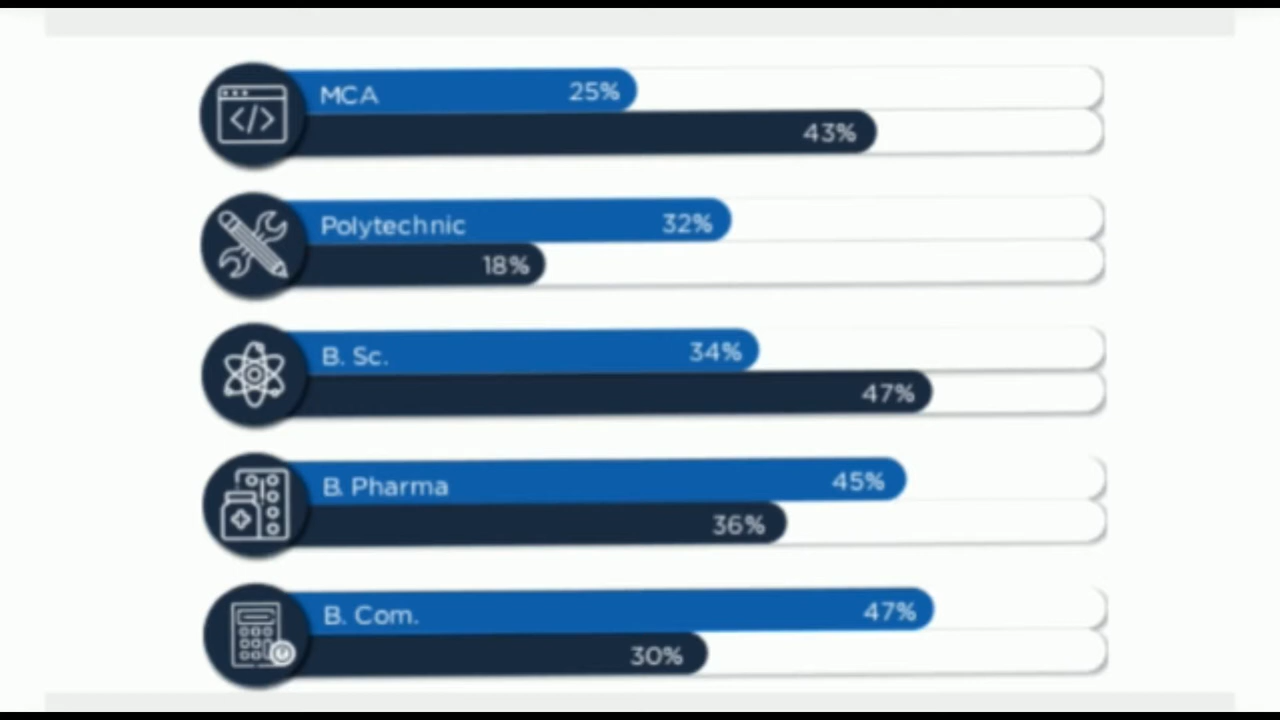 MCA 25%
43%
Polytechnic 32%
18%
B. Sc. 34%
47%
B. Pharma 45%
36%
B. Com. 47%
30%